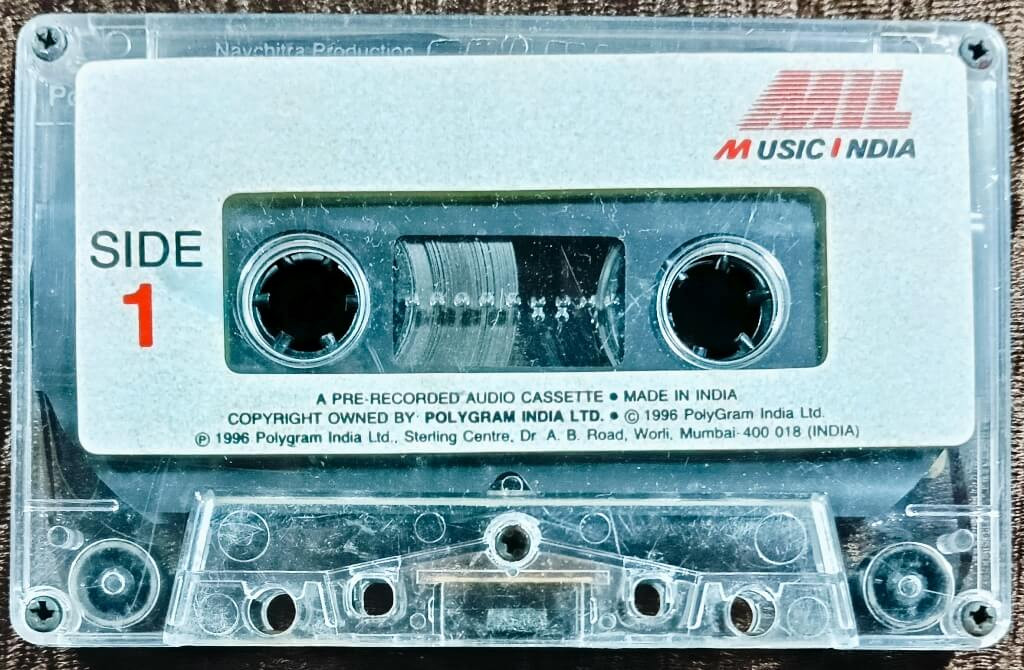 Navchitra Production
MIL
MUSIC INDIA
SIDE
1
A PRE-RECORDED AUDIO CASSETTE ● MADE IN INDIA
COPYRIGHT OWNED BY POLYGRAM INDIA LTD. ● © 1996 PolyGram India Ltd.
℗ 1996 Polygram India Ltd., Sterling Centre, Dr A. B. Road, Worli, Mumbai-400 018 (INDIA)